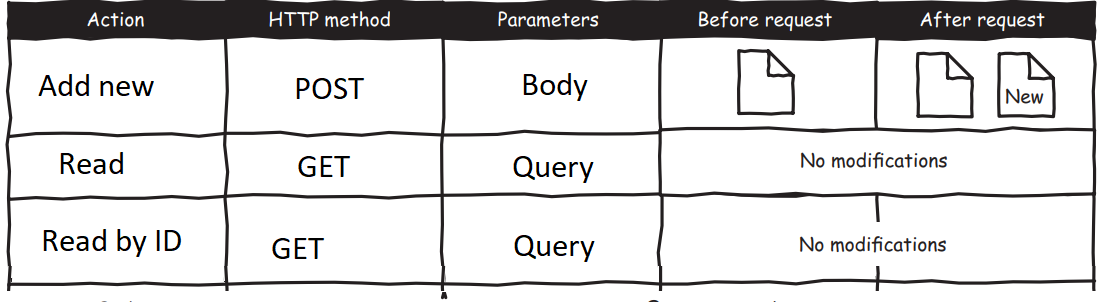 Action HTTP method Parameters Before request After request
Add new POST Body New
Read GET Query No modifications
Read by ID GET Query No modifications